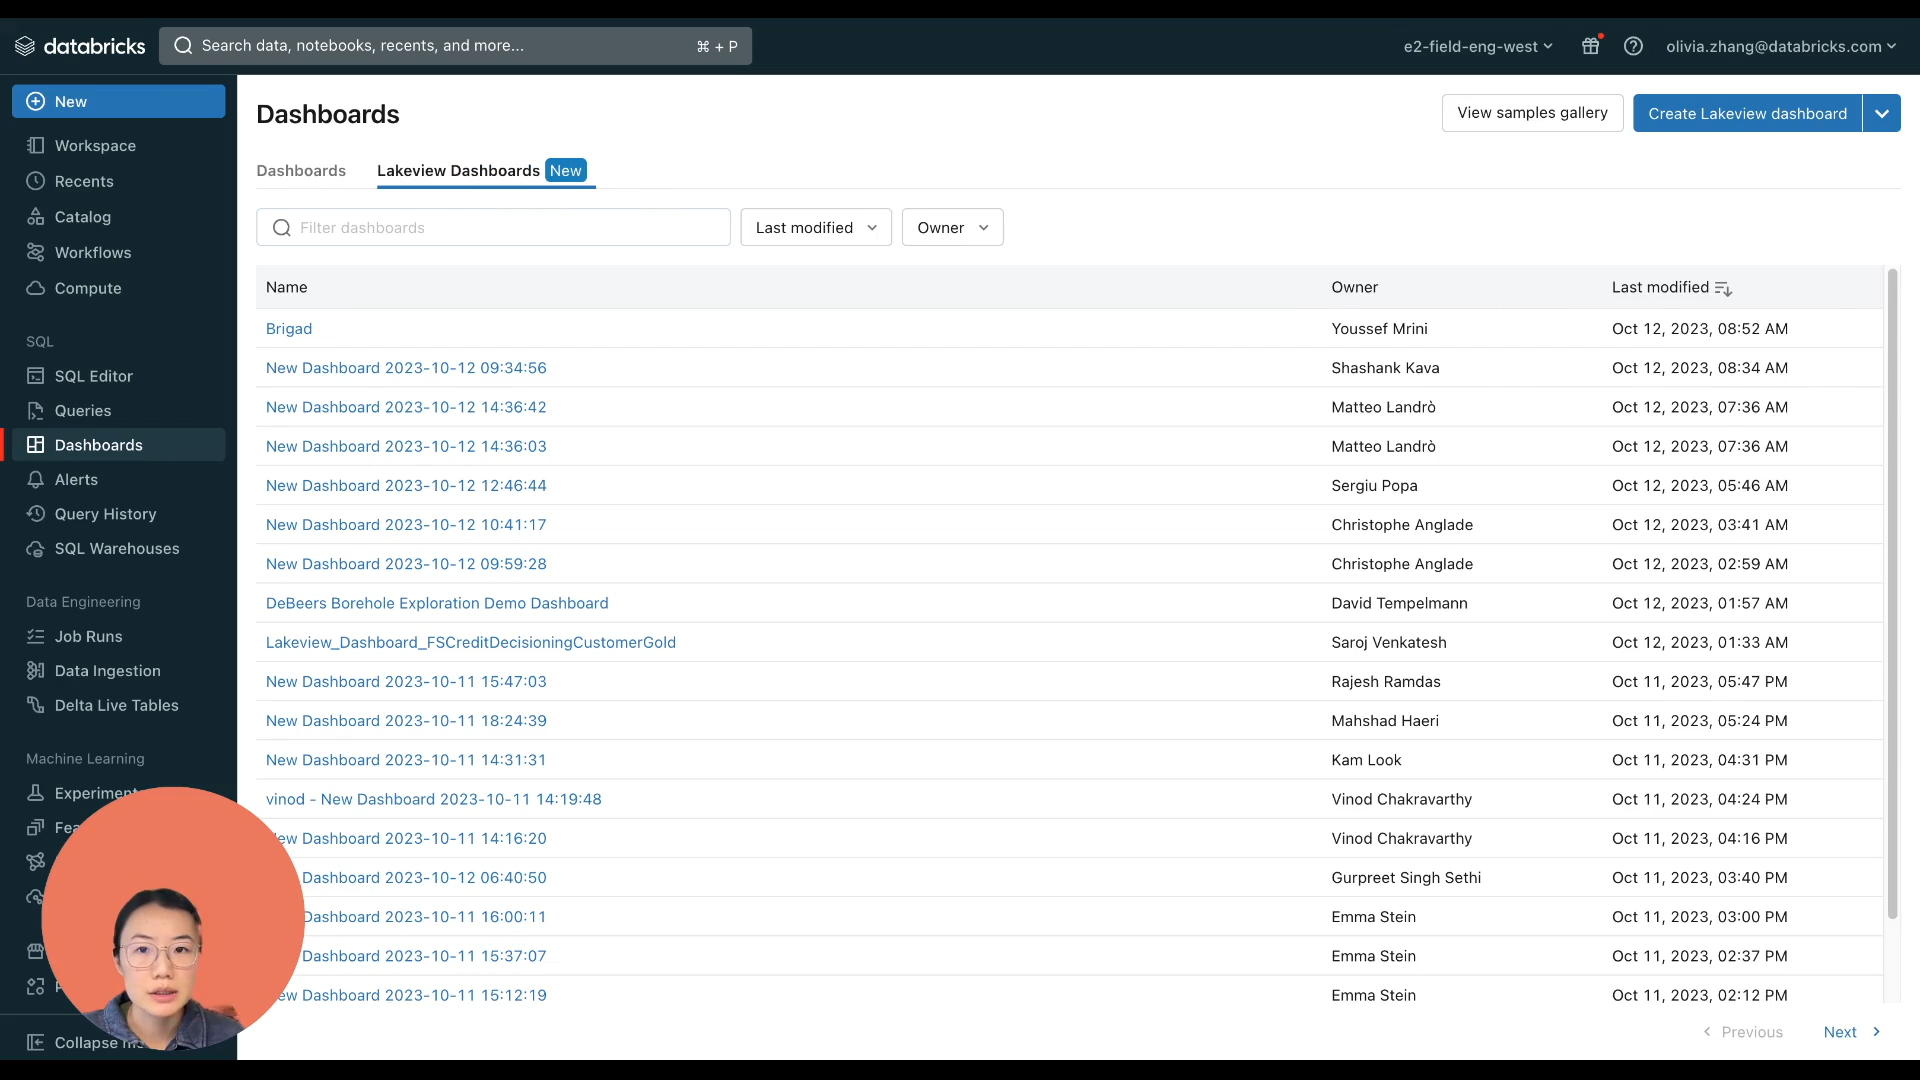 databricks
Search data, notebooks, recents, and more...
⌘ + P
e2-field-eng-west
olivia.zhang@databricks.com
New
Workspace
Recents
Catalog
Workflows
Compute
SQL
SQL Editor
Queries
Dashboards
Alerts
Query History
SQL Warehouses
Data Engineering
Job Runs
Data Ingestion
Delta Live Tables
Machine Learning
Collapse
Dashboards
View samples gallery
Create Lakeview dashboard
Dashboards
Lakeview Dashboards New
Filter dashboards
Last modified
Owner
Name Owner Last modified
Brigad Youssef Mrini Oct 12, 2023, 08:52 AM
New Dashboard 2023-10-12 09:34:56 Shashank Kava Oct 12, 2023, 08:34 AM
New Dashboard 2023-10-12 14:36:42 Matteo Landrò Oct 12, 2023, 07:36 AM
New Dashboard 2023-10-12 14:36:03 Matteo Landrò Oct 12, 2023, 07:36 AM
New Dashboard 2023-10-12 12:46:44 Sergiu Popa Oct 12, 2023, 05:46 AM
New Dashboard 2023-10-12 10:41:17 Christophe Anglade Oct 12, 2023, 03:41 AM
New Dashboard 2023-10-12 09:59:28 Christophe Anglade Oct 12, 2023, 02:59 AM
DeBeers Borehole Exploration Demo Dashboard David Tempelmann Oct 12, 2023, 01:57 AM
Lakeview_Dashboard_FSCreditDecisioningCustomerGold Saroj Venkatesh Oct 12, 2023, 01:33 AM
New Dashboard 2023-10-11 15:47:03 Rajesh Ramdas Oct 11, 2023, 05:47 PM
New Dashboard 2023-10-11 18:24:39 Mahshad Haeri Oct 11, 2023, 05:24 PM
New Dashboard 2023-10-11 14:31:31 Kam Look Oct 11, 2023, 04:31 PM
vinod - New Dashboard 2023-10-11 14:19:48 Vinod Chakravarthy Oct 11, 2023, 04:24 PM
Dashboard 2023-10-11 14:16:20 Vinod Chakravarthy Oct 11, 2023, 04:16 PM
Dashboard 2023-10-12 06:40:50 Gurpreet Singh Sethi Oct 11, 2023, 03:40 PM
Dashboard 2023-10-11 16:00:11 Emma Stein Oct 11, 2023, 03:00 PM
Dashboard 2023-10-11 15:37:07 Emma Stein Oct 11, 2023, 02:37 PM
Dashboard 2023-10-11 15:12:19 Emma Stein Oct 11, 2023, 02:12 PM
Previous Next